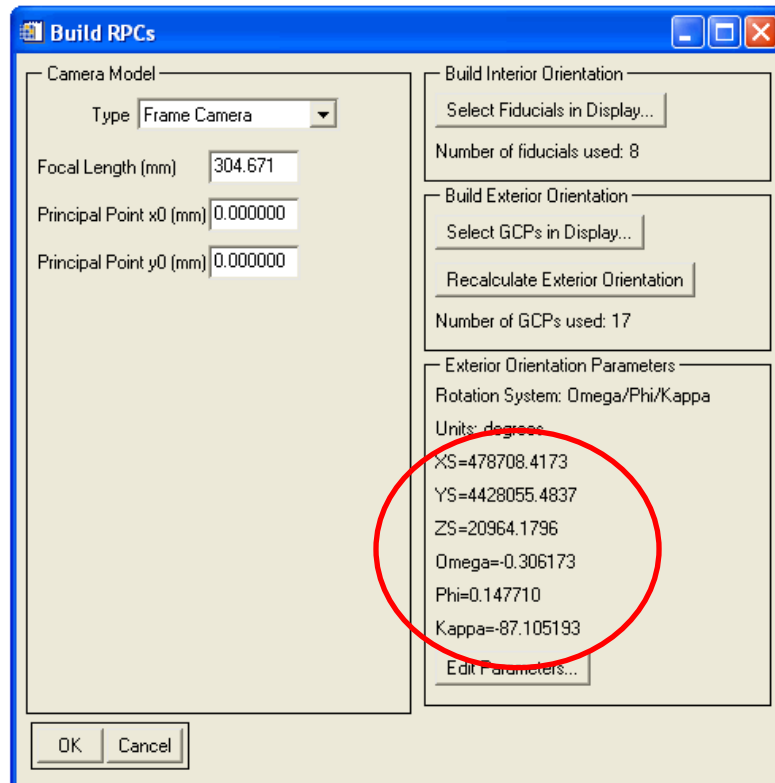 Build RPCs
Camera Model
Type Frame Camera
Focal Length (mm) 304.671
Principal Point x0 (mm) 0.000000
Principal Point y0 (mm) 0.000000
Build Interior Orientation
Select Fiducials in Display...
Number of fiducials used: 8
Build Exterior Orientation
Select GCPs in Display...
Recalculate Exterior Orientation
Number of GCPs used: 17
Exterior Orientation Parameters
Rotation System: Omega/Phi/Kappa
Units: degrees
XS=478708.4173
YS=4428055.4837
ZS=20964.1796
Omega=-0.306173
Phi=0.147710
Kappa=-87.105193
Edit Parameters...
OK Cancel